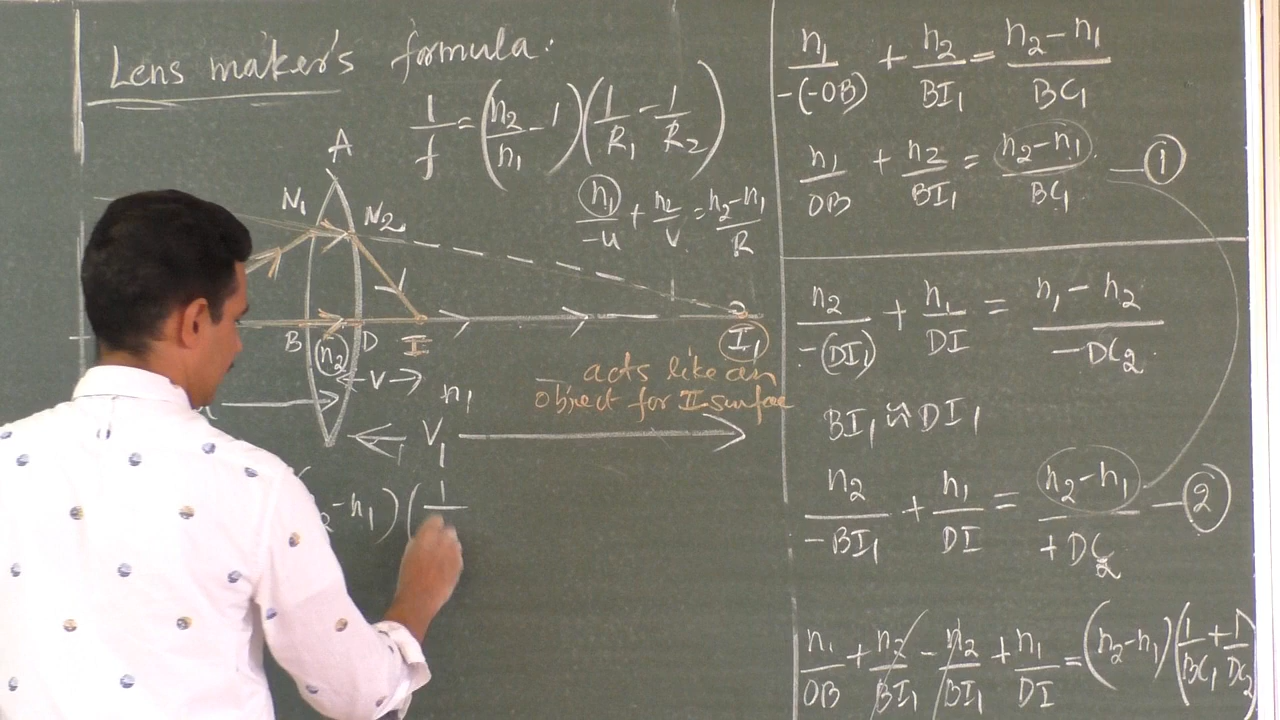 Lens maker's formula:
1/f = (n₂/n₁ - 1)(1/R₁ - 1/R₂)
n₁/-u + n₂/v = n₂-n₁/R
A
N₁ N₂
B n₂ D I I₁
v n₁
acts like an
object for II surface
V₁
-n₁)(1/
n₁/-(-OB) + n₂/BI₁ = n₂-n₁/BC₁
n₁/OB + n₂/BI₁ = n₂-n₁/BC₁ — ①
n₂/-(DI₁) + n₁/DI = n₁-n₂/-DC₂
BI₁ ≈ DI₁
n₂/-BI₁ + n₁/DI = n₂-n₁/+DC₂ — ②
n₁/OB + n₂/BI₁ - n₂/BI₁ + n₁/DI = (n₂-n₁)(1/BC₁ + 1/DC₂)